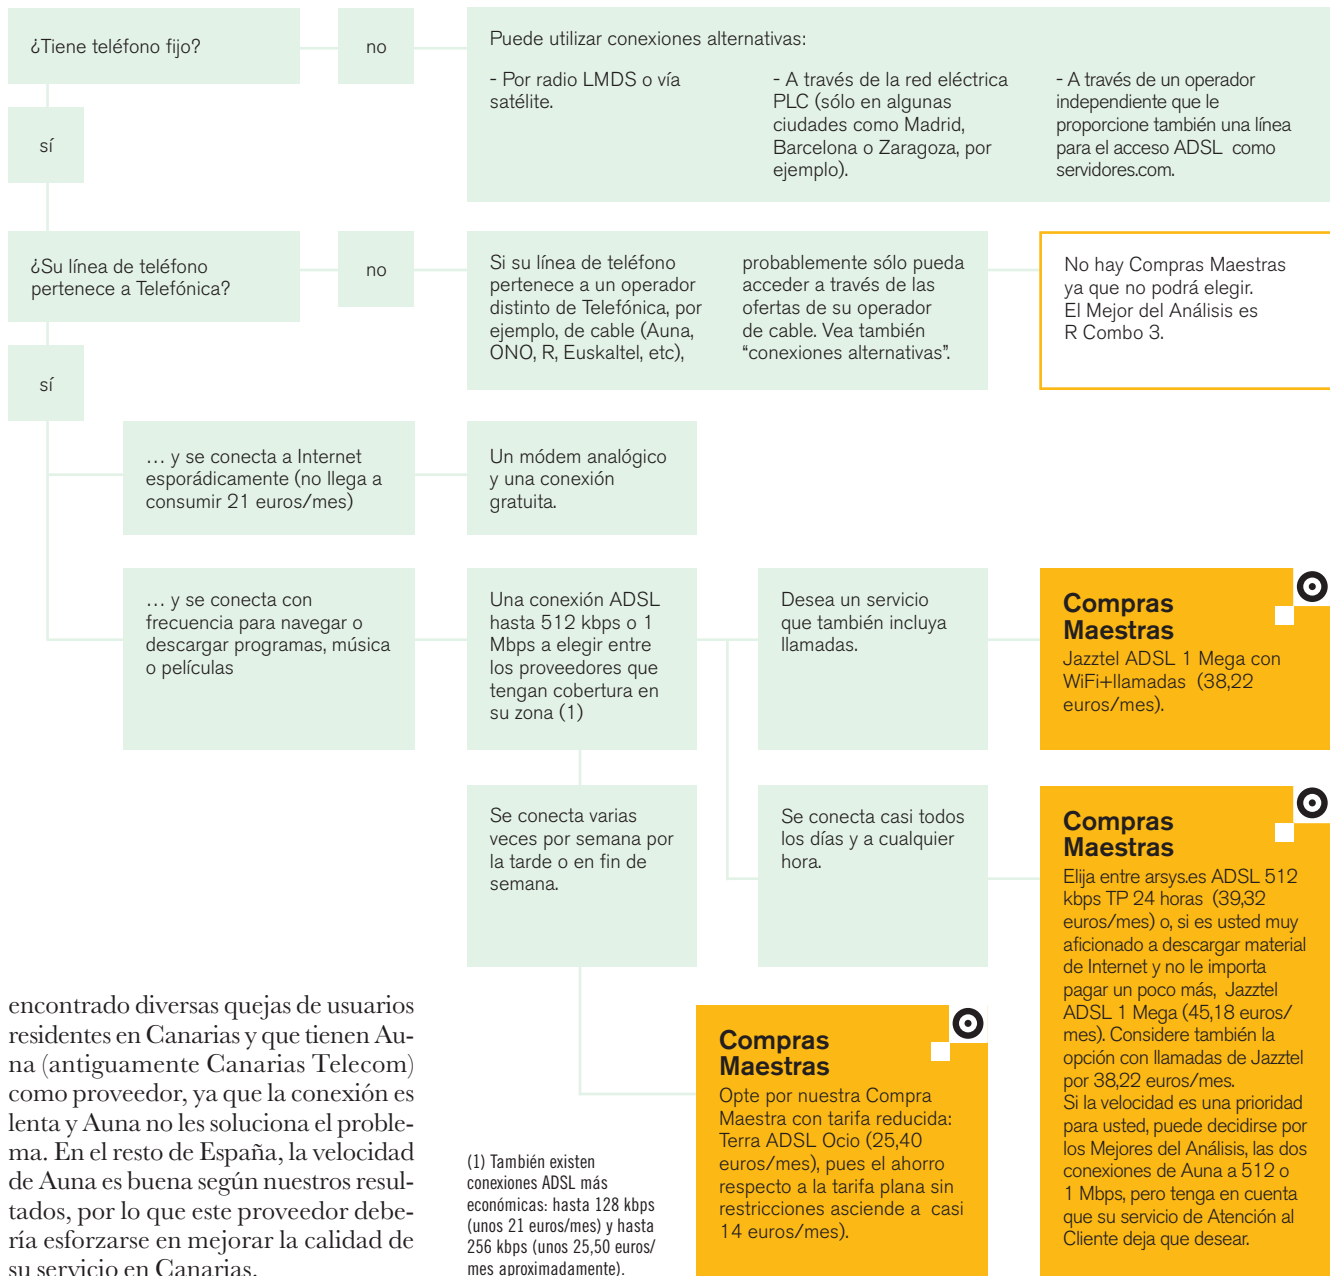 ¿Tiene teléfono fijo?
no
Puede utilizar conexiones alternativas:
- Por radio LMDS o vía
satélite.
- A través de la red eléctrica
PLC (sólo en algunas
ciudades como Madrid,
Barcelona o Zaragoza, por
ejemplo).
- A través de un operador
independiente que le
proporcione también una línea
para el acceso ADSL como
servidores.com.
sí
¿Su línea de teléfono
pertenece a Telefónica?
no
Si su línea de teléfono
pertenece a un operador
distinto de Telefónica, por
ejemplo, de cable (Auna,
ONO, R, Euskaltel, etc),
probablemente sólo pueda
acceder a través de las
ofertas de su operador
de cable. Vea también
“conexiones alternativas”.
No hay Compras Maestras
ya que no podrá elegir.
El Mejor del Análisis es
R Combo 3.
sí
… y se conecta a Internet
esporádicamente (no llega a
consumir 21 euros/mes)
Un módem analógico
y una conexión
gratuita.
… y se conecta con
frecuencia para navegar o
descargar programas, música
o películas
Una conexión ADSL
hasta 512 kbps o 1
Mbps a elegir entre
los proveedores que
tengan cobertura en
su zona (1)
Desea un servicio
que también incluya
llamadas.
Compras
Maestras
Jazztel ADSL 1 Mega con
WiFi+llamadas (38,22
euros/mes).
Se conecta varias
veces por semana por
la tarde o en fin de
semana.
Se conecta casi todos
los días y a cualquier
hora.
Compras
Maestras
Elija entre arsys.es ADSL 512
kbps TP 24 horas (39,32
euros/mes) o, si es usted muy
aficionado a descargar material
de Internet y no le importa
pagar un poco más, Jazztel
ADSL 1 Mega (45,18 euros/
mes). Considere también la
opción con llamadas de Jazztel
por 38,22 euros/mes.
Si la velocidad es una prioridad
para usted, puede decidirse por
los Mejores del Análisis, las dos
conexiones de Auna a 512 o
1 Mbps, pero tenga en cuenta
que su servicio de Atención al
Cliente deja que desear.
Compras
Maestras
Opte por nuestra Compra
Maestra con tarifa reducida:
Terra ADSL Ocio (25,40
euros/mes), pues el ahorro
respecto a la tarifa plana sin
restricciones asciende a casi
14 euros/mes).
(1) También existen
conexiones ADSL más
económicas: hasta 128 kbps
(unos 21 euros/mes) y hasta
256 kbps (unos 25,50 euros/
mes aproximadamente).
encontrado diversas quejas de usuarios
residentes en Canarias y que tienen Au-
na (antiguamente Canarias Telecom)
como proveedor, ya que la conexión es
lenta y Auna no les soluciona el proble-
ma. En el resto de España, la velocidad
de Auna es buena según nuestros resul-
tados, por lo que este proveedor debe-
ría esforzarse en mejorar la calidad de
su servicio en Canarias.